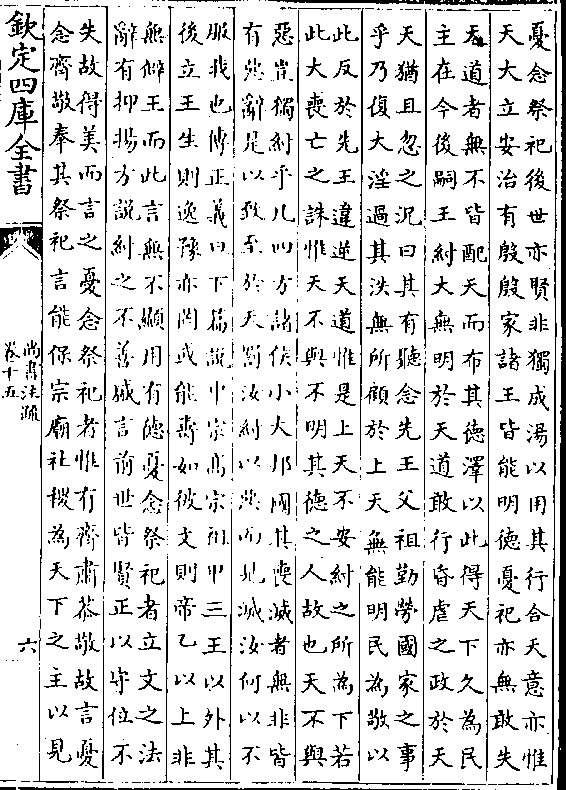 憂念祭祀後世亦賢非獨成湯以用其行合天意亦惟
天大立安治有殷殷家諸王皆能明德憂祀亦無敢失
天道者無不皆配天而布其德澤以此得天下久為民
主在今後嗣王紂大無明於天道敢行昏虐之政於天
天猶且忽之况曰其有聽念先王父祖勤勞國家之事
乎乃復大淫過其泆無所顧於上天無能明民為敬以
此反於先王違逆天道惟是上天不安紂之所為下若
此大喪亡之誅惟天不與不明其德之人故也天不與
惡豈獨紂乎凡四方諸侯小大邦國其喪滅者無非皆
有惡辭是以致至於天罰汝紂以惡而見滅汝何以不
服我也傳正義曰下篇說中宗髙宗祖甲三王以外其
後立王生則逸豫亦罔或能夀如彼文則帝乙以上非
無僻王而此言無不顯用有德憂念祭祀者立文之法
辭有抑揚方說紂之不善盛言前世皆賢正以守位不
失故得美而言之憂念祭祀者惟有齊肅恭敬故言憂
念齊敬奉其祭祀言能保宗廟社稷為天下之主以見
欽定四庫全書
尚書注疏
卷十五
六